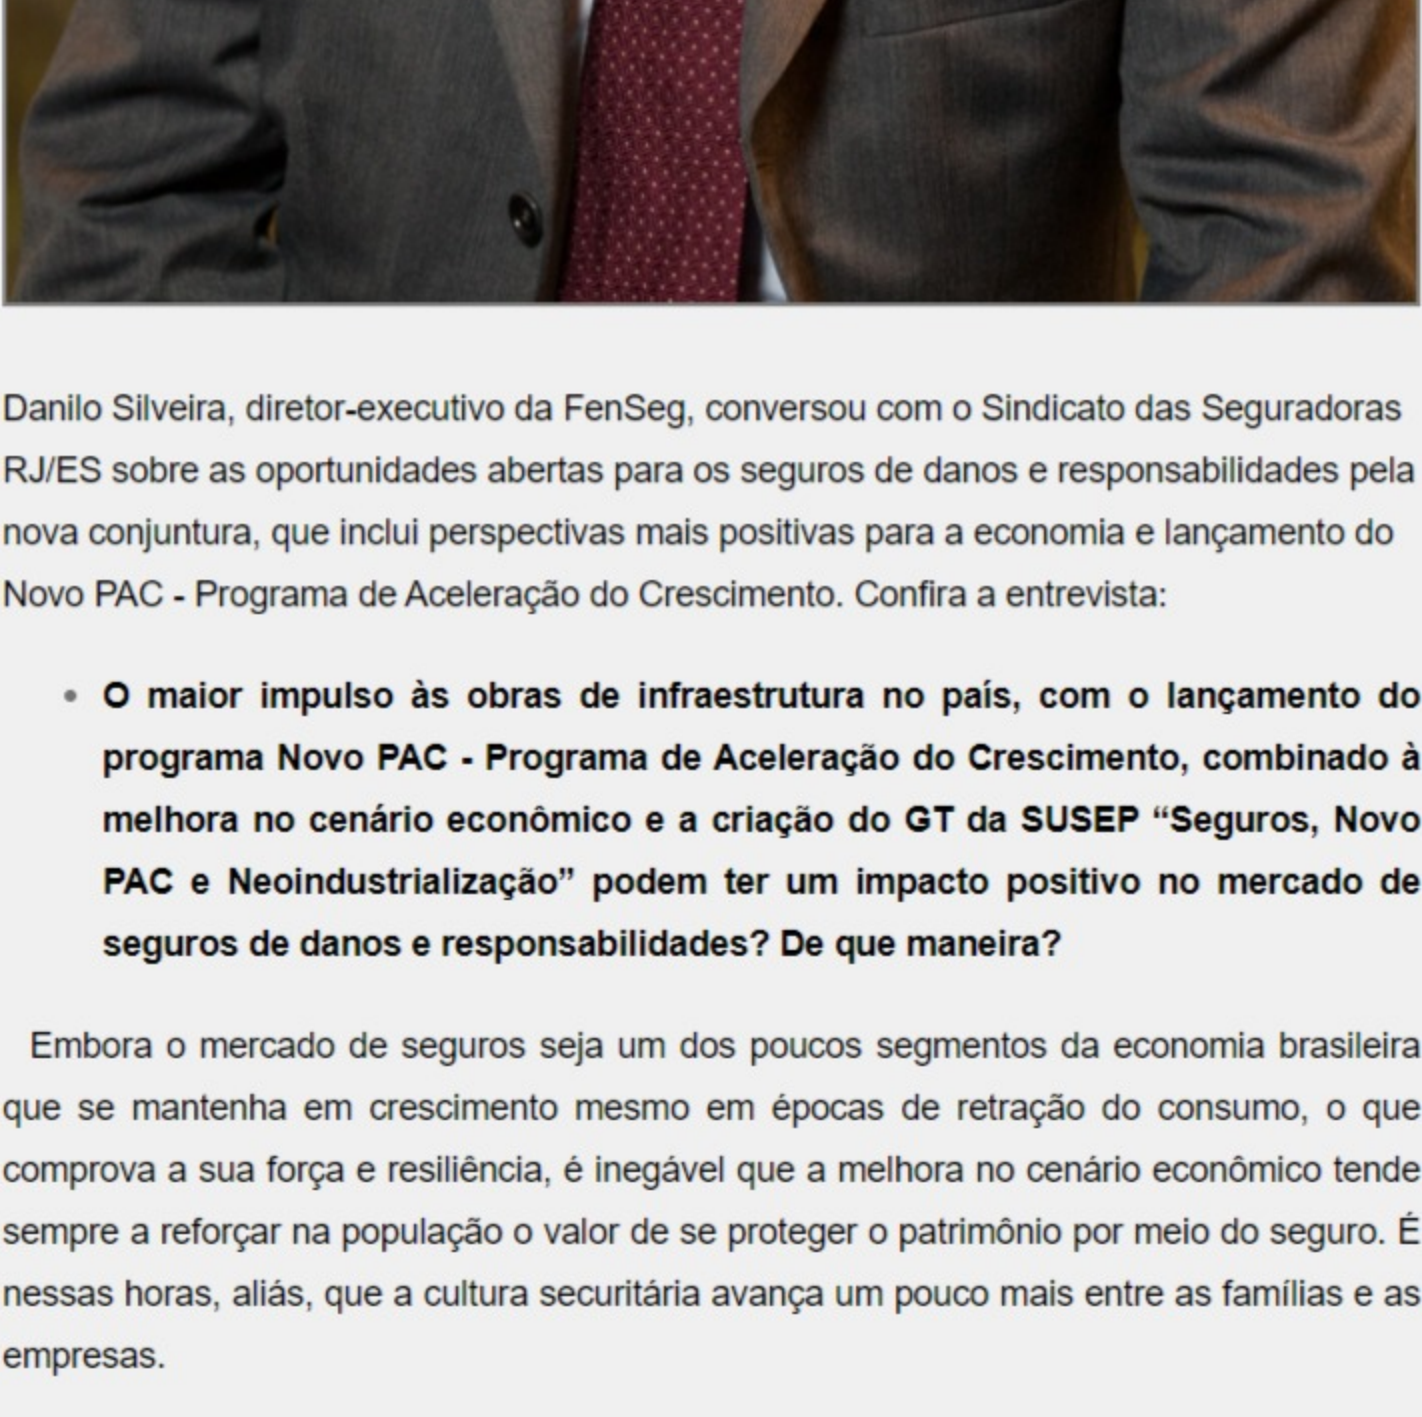 Danilo Silveira, diretor-executivo da FenSeg, conversou com o Sindicato das Seguradoras
RJ/ES sobre as oportunidades abertas para os seguros de danos e responsabilidades pela
nova conjuntura, que inclui perspectivas mais positivas para a economia e lançamento do
Novo PAC - Programa de Aceleração do Crescimento. Confira a entrevista:
• O maior impulso às obras de infraestrutura no país, com o lançamento do
programa Novo PAC - Programa de Aceleração do Crescimento, combinado à
melhora no cenário econômico e a criação do GT da SUSEP “Seguros, Novo
PAC e Neoindustrialização” podem ter um impacto positivo no mercado de
seguros de danos e responsabilidades? De que maneira?
Embora o mercado de seguros seja um dos poucos segmentos da economia brasileira
que se mantenha em crescimento mesmo em épocas de retração do consumo, o que
comprova a sua força e resiliência, é inegável que a melhora no cenário econômico tende
sempre a reforçar na população o valor de se proteger o patrimônio por meio do seguro. É
nessas horas, aliás, que a cultura securitária avança um pouco mais entre as famílias e as
empresas.